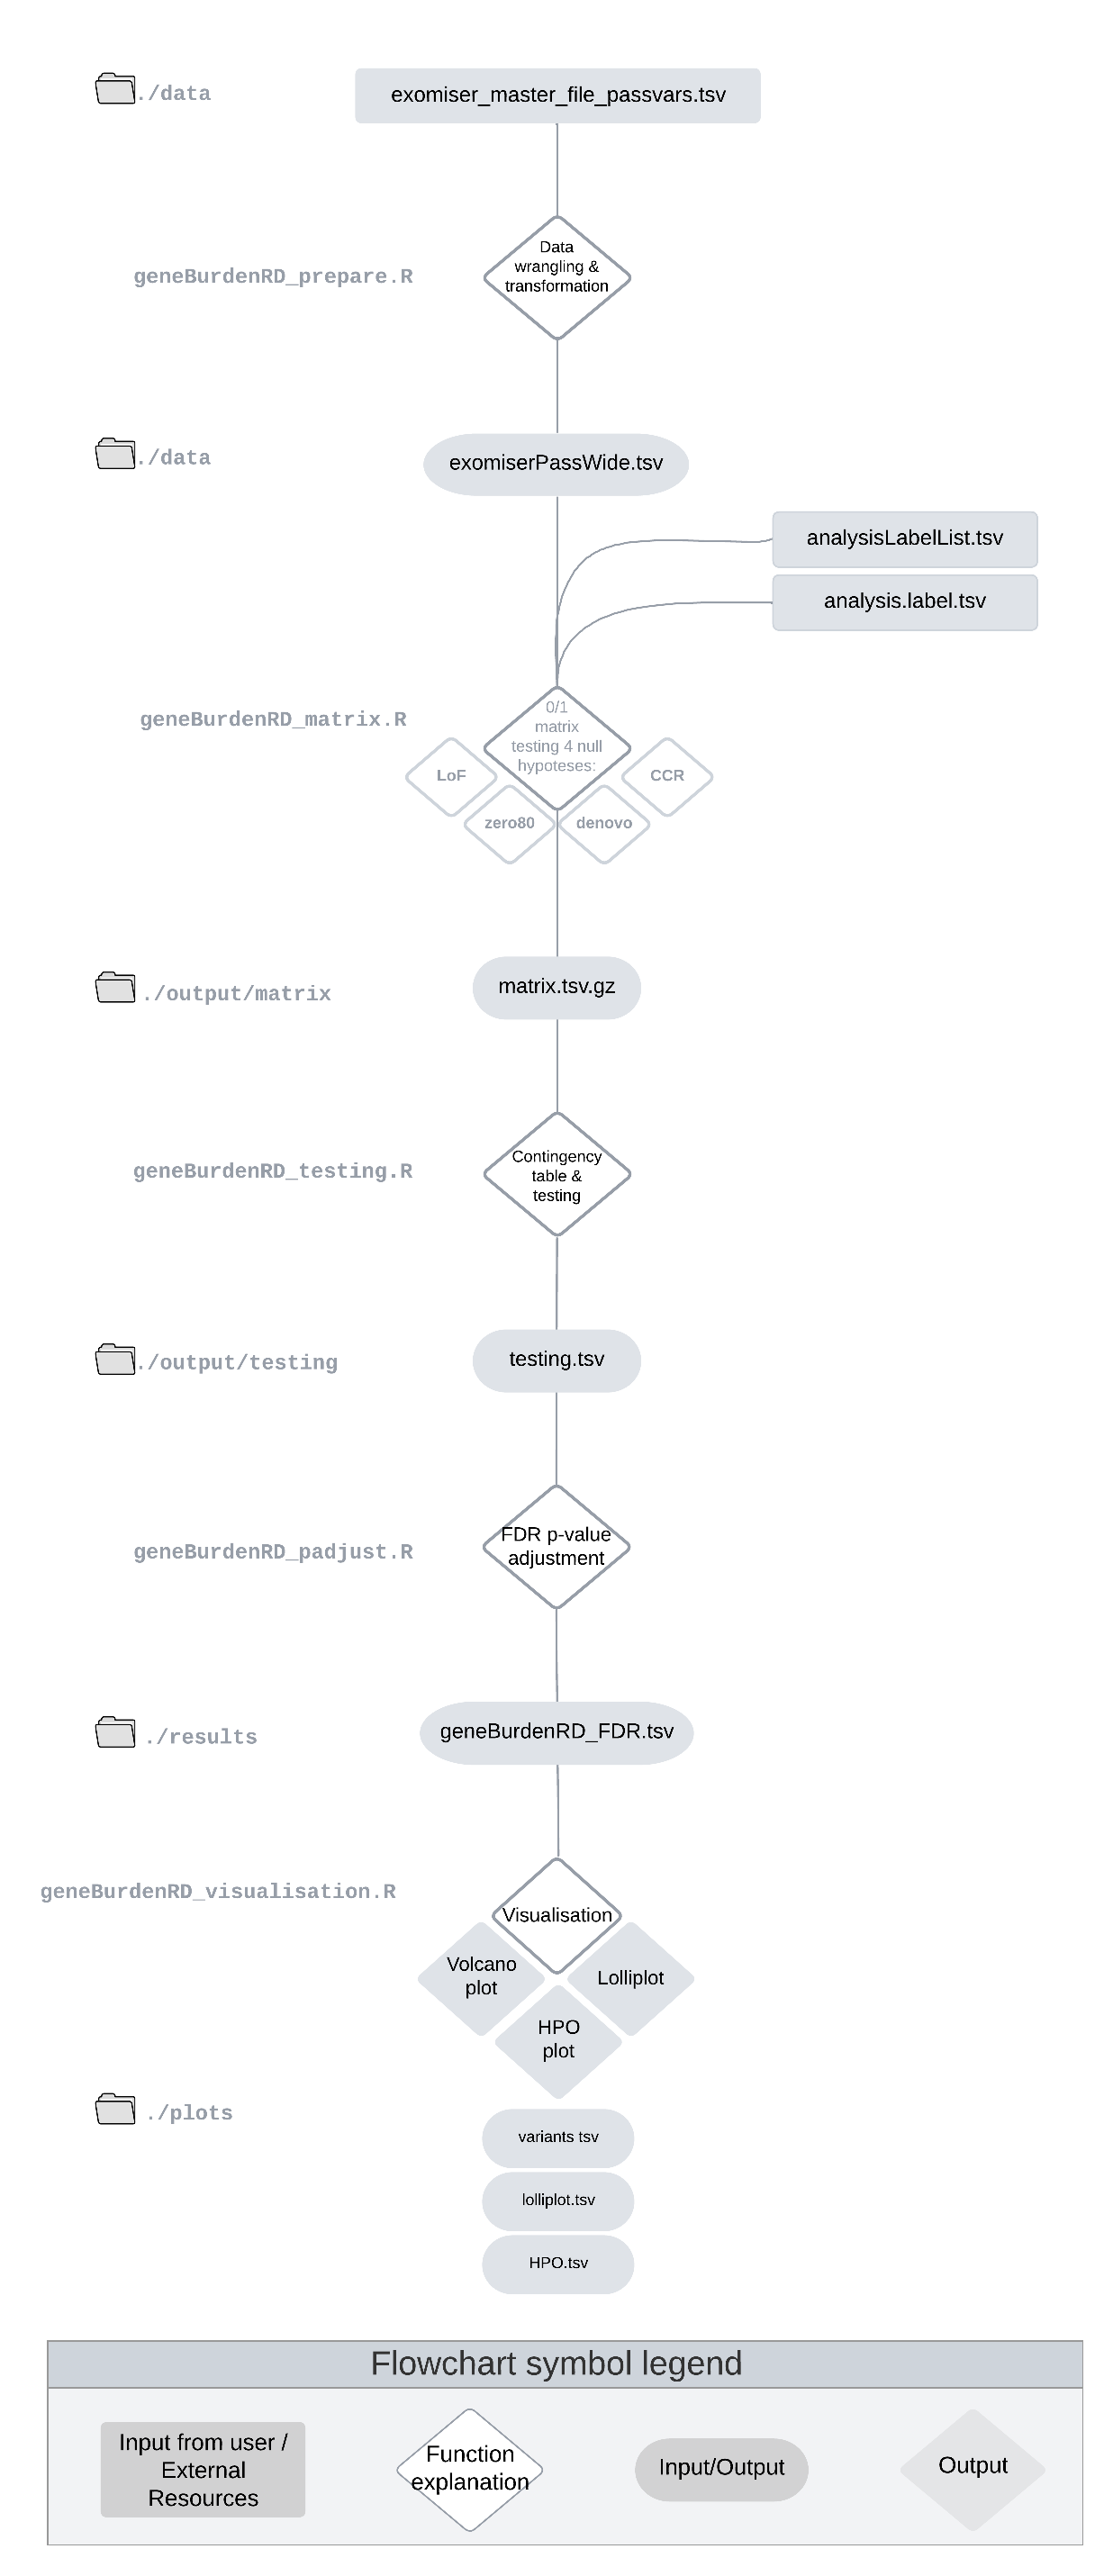 ./data
exomiser_master_file_passvars.tsv
geneBurdenRD_prepare.R
Data
wrangling &
transformation
./data
exomiserPassWide.tsv
analysisLabelList.tsv
analysis.label.tsv
geneBurdenRD_matrix.R
0/1
matrix
testing 4 null
hypoteses:
LoF
zero80
denovo
CCR
./output/matrix
matrix.tsv.gz
geneBurdenRD_testing.R
Contingency
table &
testing
./output/testing
testing.tsv
geneBurdenRD_padjust.R
FDR p-value
adjustment
./results
geneBurdenRD_FDR.tsv
geneBurdenRD_visualisation.R
Visualisation
Volcano
plot
Lolliplot
HPO
plot
./plots
variants tsv
lolliplot.tsv
HPO.tsv
Flowchart symbol legend
Input from user /
External
Resources
Function
explanation
Input/Output
Output